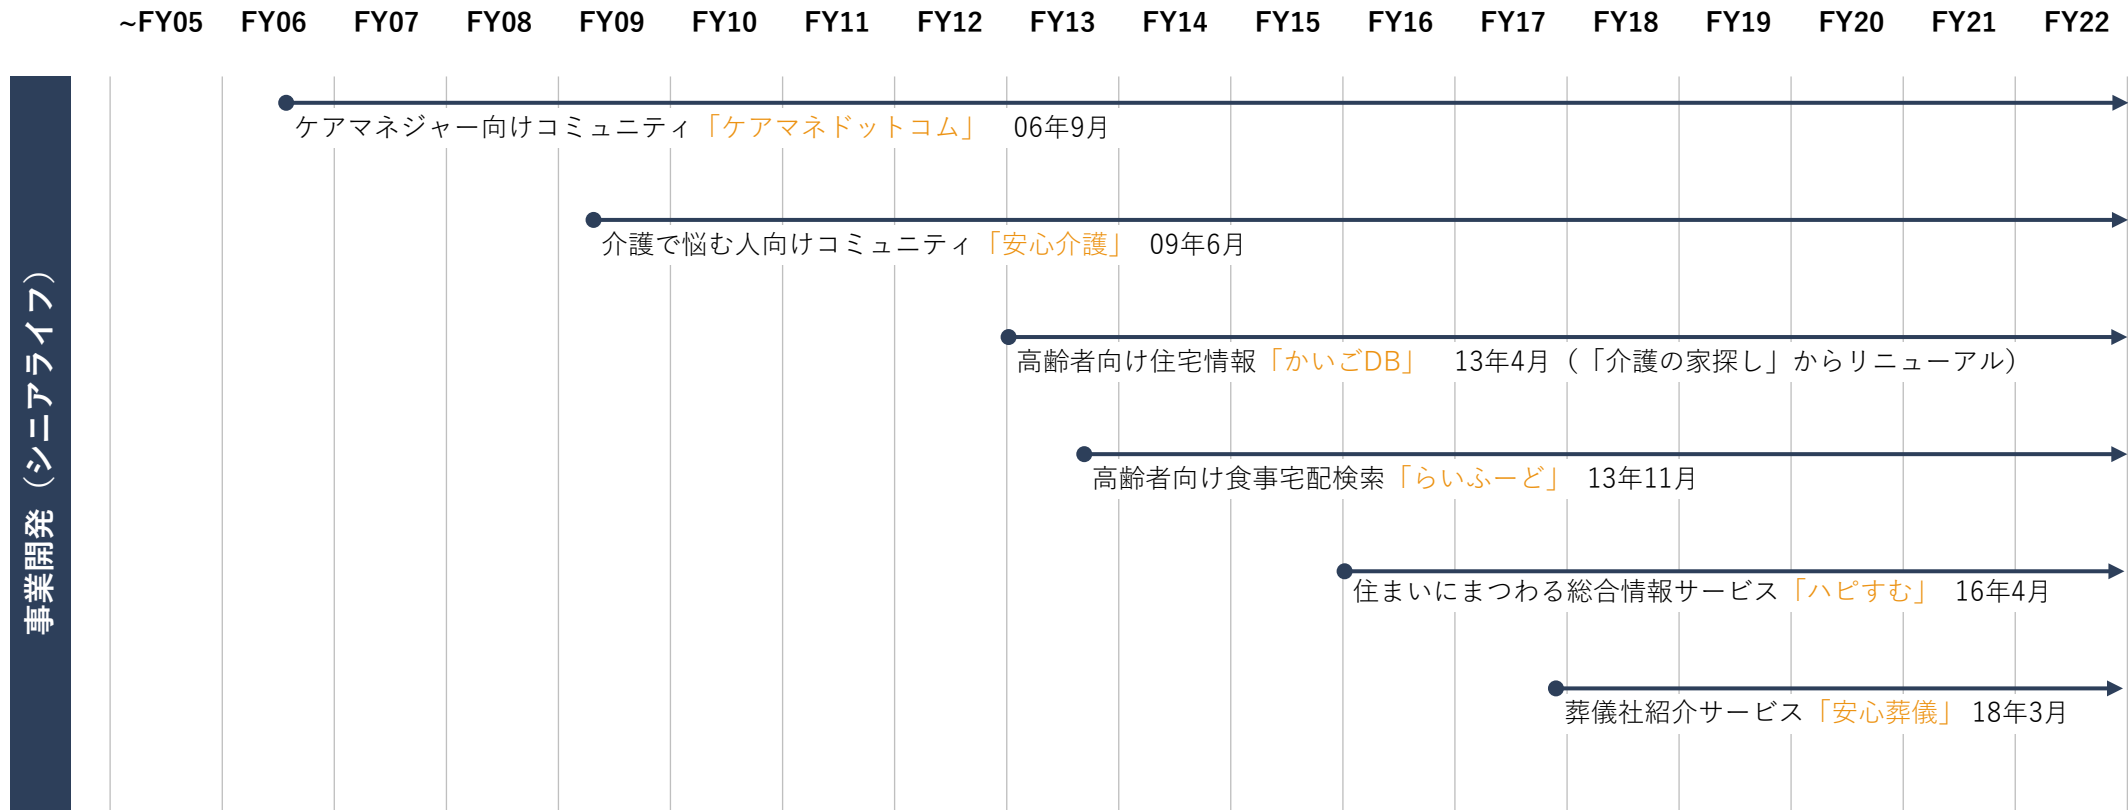 ~FY05 FY06 FY07 FY08 FY09 FY10 FY11 FY12 FY13 FY14 FY15 FY16 FY17 FY18 FY19 FY20 FY21 FY22
事業開発（シニアライフ）
ケアマネジャー向けコミュニティ「ケアマネドットコム」 06年9月
介護で悩む人向けコミュニティ「安心介護」 09年6月
高齢者向け住宅情報「かいごDB」 13年4月（「介護の家探し」からリニューアル）
高齢者向け食事宅配検索「らいふーど」 13年11月
住まいにまつわる総合情報サービス「ハピすむ」 16年4月
葬儀社紹介サービス「安心葬儀」 18年3月